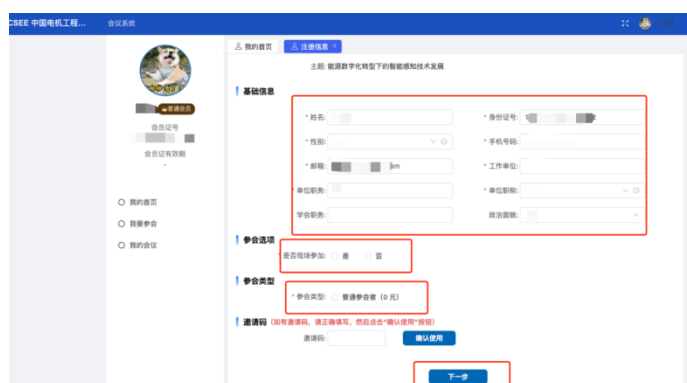 CSEE 中国电机工程... 会议系统
我的首页 注册信息 ×
主题: 能源数字化转型下的智能感知技术发展
基础信息
普通会员
会员证号
会员证有效期
-
我的首页
我要参会
我的会议
* 姓名: * 身份证号:
* 性别: * 手机号码:
* 邮箱: * 工作单位:
* 单位职务: * 单位职称:
学会职务: 政治面貌:
参会选项
* 是否现场参加: 是 否
参会类型
* 参会类型: 普通参会者（0 元）
邀请码（如有邀请码，请正确填写，然后点击“确认使用”按钮）
邀请码: 确认使用
下一步